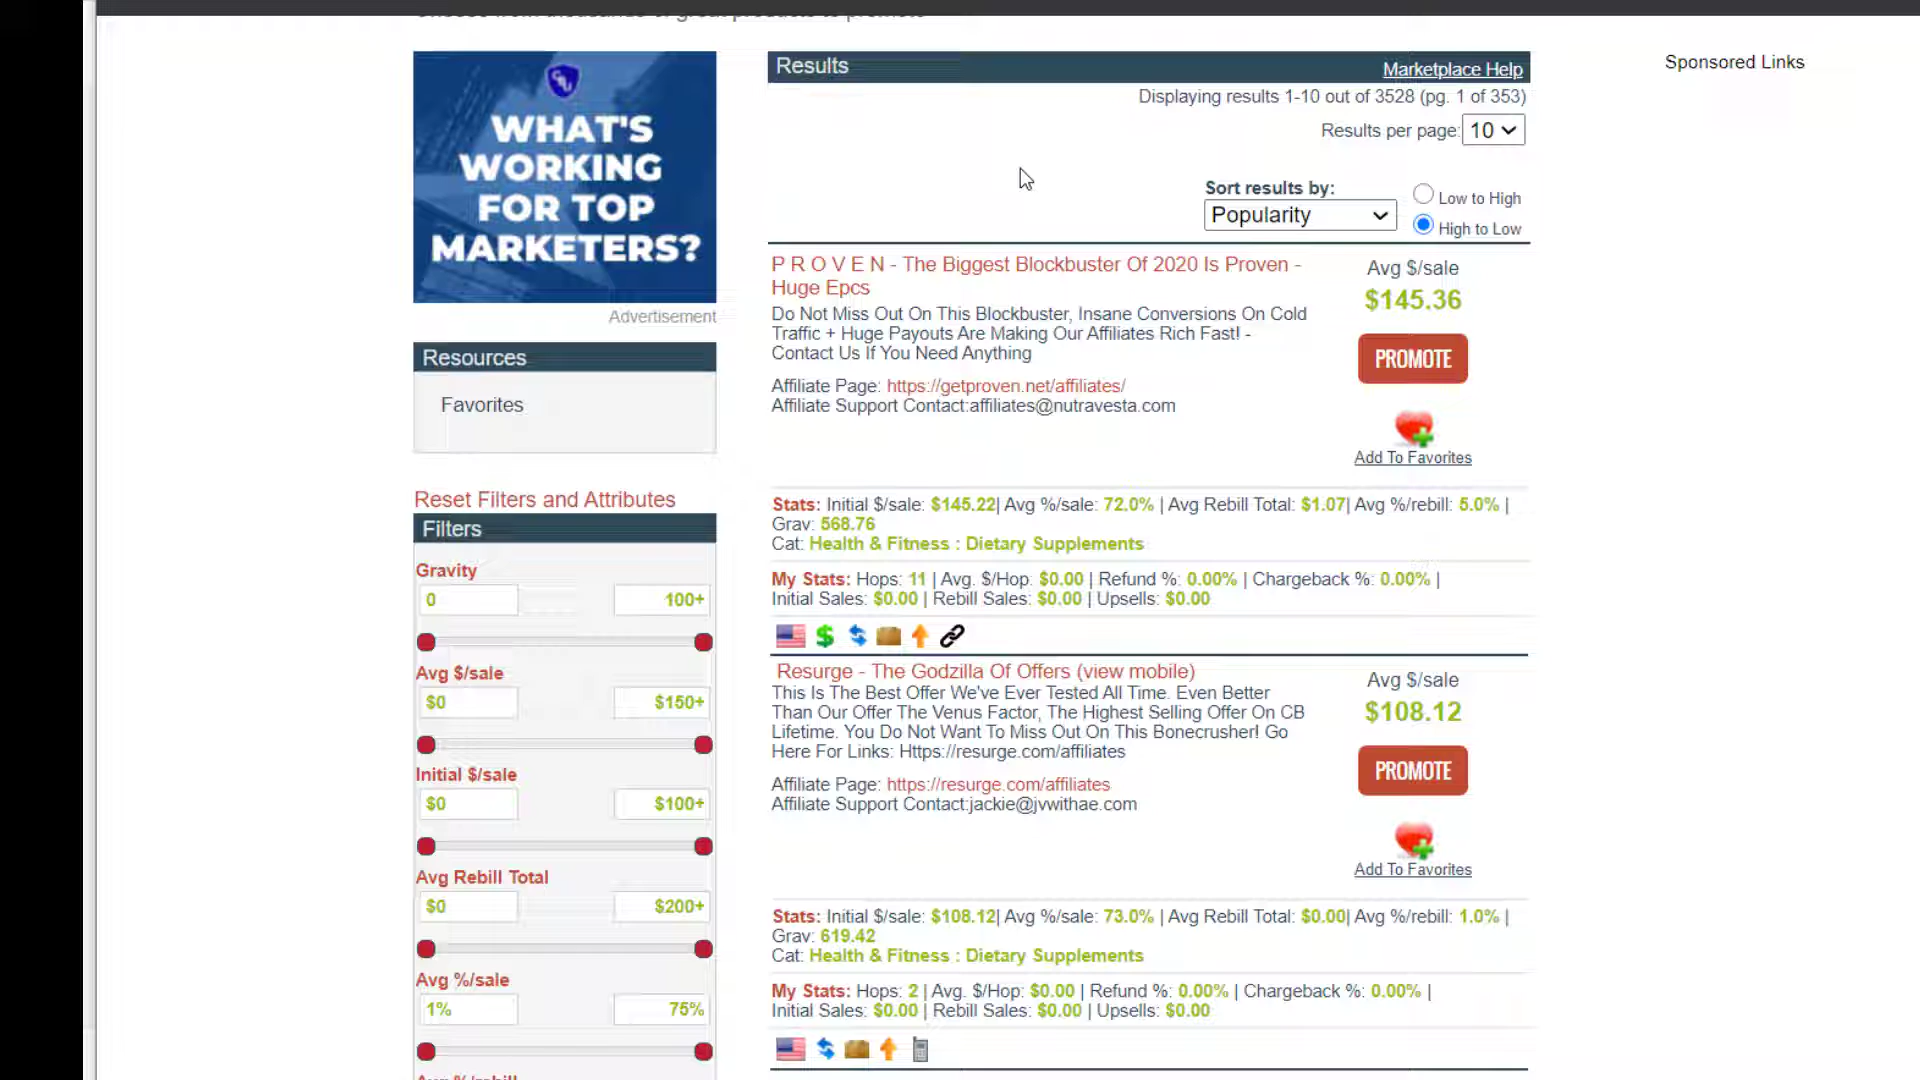 Choose from thousands of great products to promote
WHAT'S
WORKING
FOR TOP
MARKETERS?
Advertisement
Resources
Favorites
Reset Filters and Attributes
Filters
Gravity
0 100+
Avg $/sale
$0 $150+
Initial $/sale
$0 $100+
Avg Rebill Total
$0 $200+
Avg %/sale
1% 75%
Avg %/rebill
Results Marketplace Help
Displaying results 1-10 out of 3528 (pg. 1 of 353)
Results per page: 10
Sort results by:
Popularity
Low to High
High to Low
P R O V E N - The Biggest Blockbuster Of 2020 Is Proven -
Huge Epcs
Do Not Miss Out On This Blockbuster, Insane Conversions On Cold
Traffic + Huge Payouts Are Making Our Affiliates Rich Fast! -
Contact Us If You Need Anything
Affiliate Page: https://getproven.net/affiliates/
Affiliate Support Contact:affiliates@nutravesta.com
Avg $/sale
$145.36
PROMOTE
Add To Favorites
Stats: Initial $/sale: $145.22| Avg %/sale: 72.0% | Avg Rebill Total: $1.07| Avg %/rebill: 5.0% |
Grav: 568.76
Cat: Health & Fitness : Dietary Supplements
My Stats: Hops: 11 | Avg. $/Hop: $0.00 | Refund %: 0.00% | Chargeback %: 0.00% |
Initial Sales: $0.00 | Rebill Sales: $0.00 | Upsells: $0.00
Resurge - The Godzilla Of Offers (view mobile)
This Is The Best Offer We've Ever Tested All Time. Even Better
Than Our Offer The Venus Factor, The Highest Selling Offer On CB
Lifetime. You Do Not Want To Miss Out On This Bonecrusher! Go
Here For Links: Https://resurge.com/affiliates
Affiliate Page: https://resurge.com/affiliates
Affiliate Support Contact:jackie@jvwithae.com
Avg $/sale
$108.12
PROMOTE
Add To Favorites
Stats: Initial $/sale: $108.12| Avg %/sale: 73.0% | Avg Rebill Total: $0.00| Avg %/rebill: 1.0% |
Grav: 619.42
Cat: Health & Fitness : Dietary Supplements
My Stats: Hops: 2 | Avg. $/Hop: $0.00 | Refund %: 0.00% | Chargeback %: 0.00% |
Initial Sales: $0.00 | Rebill Sales: $0.00 | Upsells: $0.00
Sponsored Links